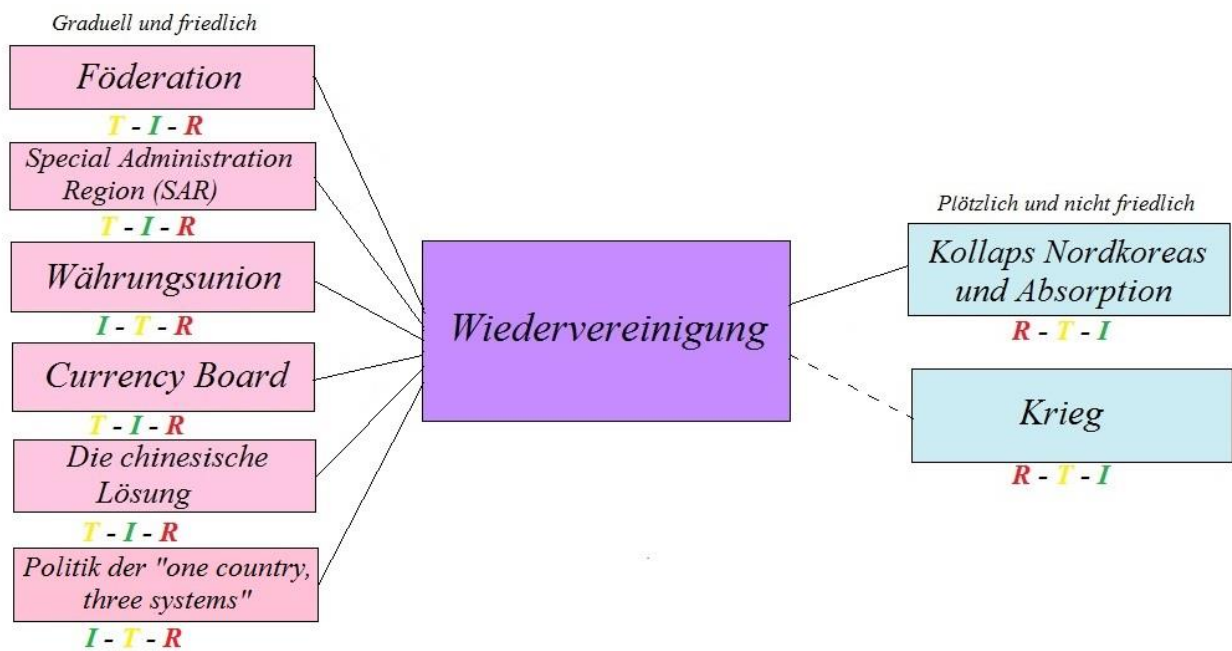 Graduell und friedlich
Föderation
T - I - R
Special Administration
Region (SAR)
T - I - R
Währungsunion
I - T - R
Currency Board
T - I - R
Die chinesische
Lösung
T - I - R
Politik der "one country,
three systems"
I - T - R
Wiedervereinigung
Plötzlich und nicht friedlich
Kollaps Nordkoreas
und Absorption
R - T - I
Krieg
R - T - I